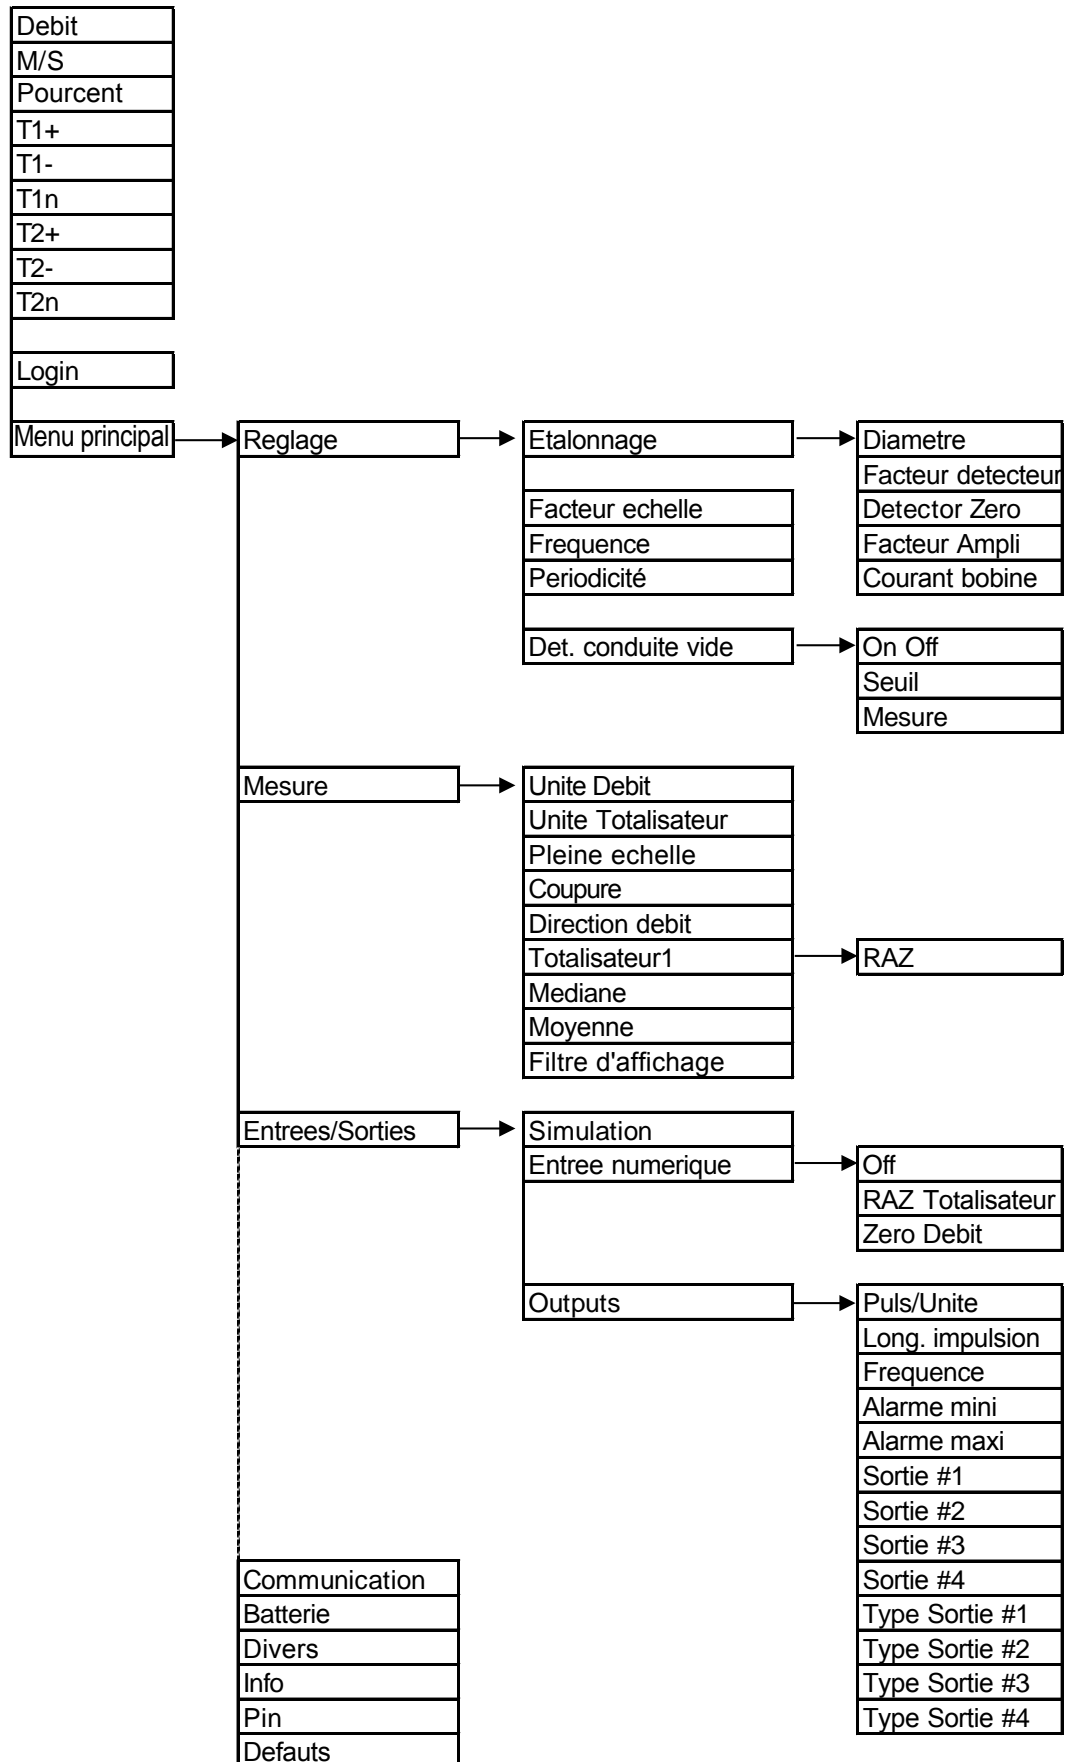 Debit
M/S
Pourcent
T1+
T1-
T1n
T2+
T2-
T2n
Login
Menu principal
Reglage
Etalonnage
Diametre
Facteur detecteur
Detector Zero
Facteur Ampli
Courant bobine
Facteur echelle
Frequence
Periodicité
Det. conduite vide
On Off
Seuil
Mesure
Mesure
Unite Debit
Unite Totalisateur
Pleine echelle
Coupure
Direction debit
Totalisateur1
RAZ
Mediane
Moyenne
Filtre d'affichage
Entrees/Sorties
Simulation
Entree numerique
Off
RAZ Totalisateur
Zero Debit
Outputs
Puls/Unite
Long. impulsion
Frequence
Alarme mini
Alarme maxi
Sortie #1
Sortie #2
Sortie #3
Sortie #4
Type Sortie #1
Type Sortie #2
Type Sortie #3
Type Sortie #4
Communication
Batterie
Divers
Info
Pin
Defauts